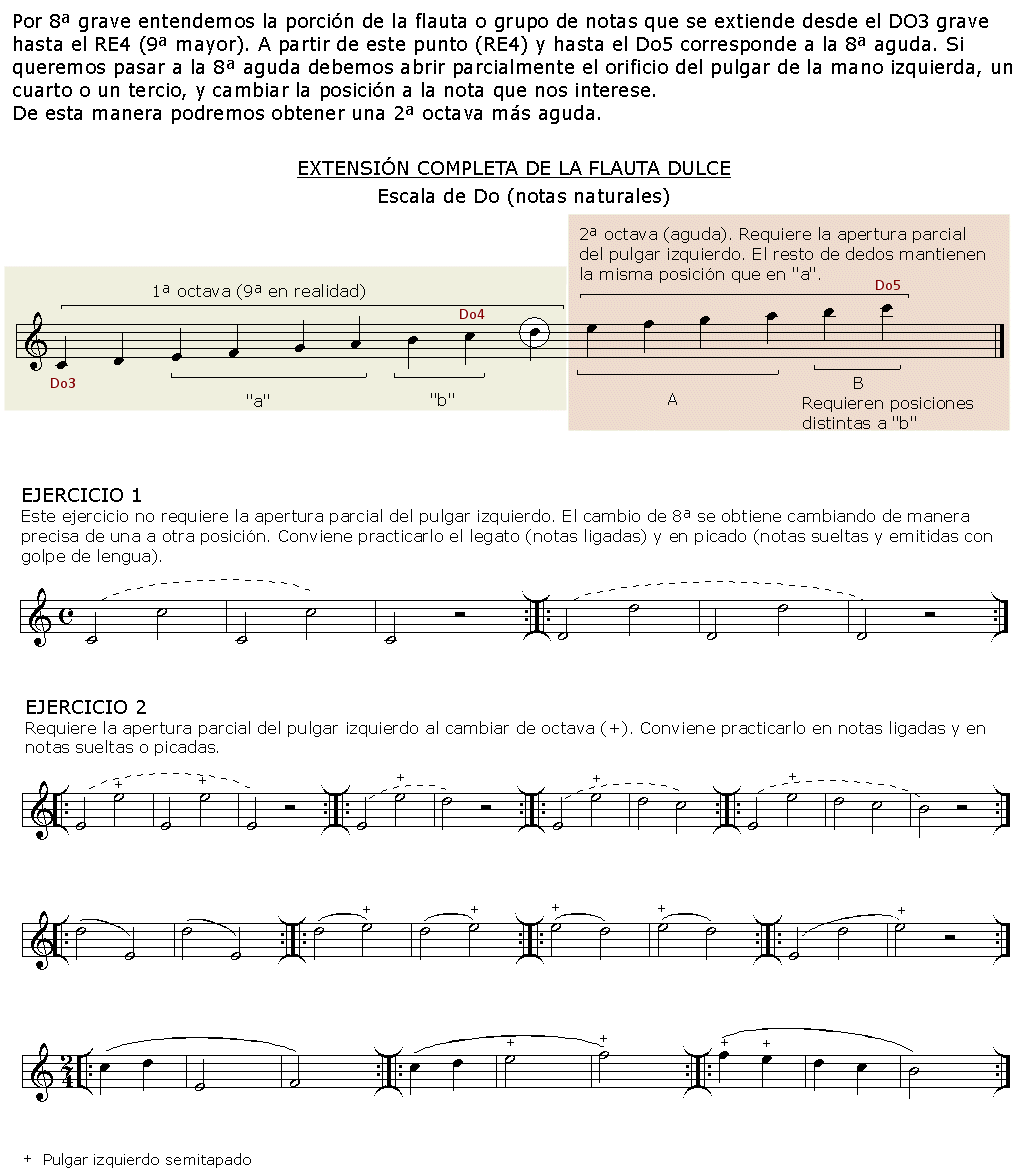 Por 8ª grave entendemos la porción de la flauta o grupo de notas que se extiende desde el DO3 grave
hasta el RE4 (9ª mayor). A partir de este punto (RE4) y hasta el Do5 corresponde a la 8ª aguda. Si
queremos pasar a la 8ª aguda debemos abrir parcialmente el orificio del pulgar de la mano izquierda, un
cuarto o un tercio, y cambiar la posición a la nota que nos interese.
De esta manera podremos obtener una 2ª octava más aguda.
EXTENSIÓN COMPLETA DE LA FLAUTA DULCE
Escala de Do (notas naturales)
2ª octava (aguda). Requiere la apertura parcial
del pulgar izquierdo. El resto de dedos mantienen
la misma posición que en "a".
1ª octava (9ª en realidad)
Do5
Do4
Do3
"a"
"b"
A
B
Requieren posiciones
distintas a "b"
EJERCICIO 1
Este ejercicio no requiere la apertura parcial del pulgar izquierdo. El cambio de 8ª se obtiene cambiando de manera
precisa de una a otra posición. Conviene practicarlo el legato (notas ligadas) y en picado (notas sueltas y emitidas con
golpe de lengua).
EJERCICIO 2
Requiere la apertura parcial del pulgar izquierdo al cambiar de octava (+). Conviene practicarlo en notas ligadas y en
notas sueltas o picadas.
+ + + + +
+ + + + +
2/4 + + + +
+ Pulgar izquierdo semitapado